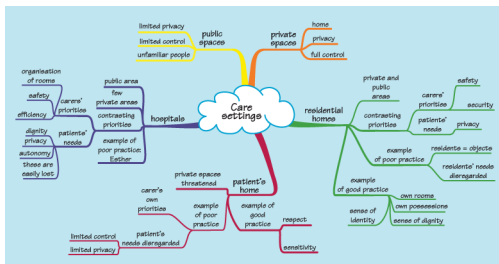 Care
settings
public
spaces
limited privacy
limited control
unfamiliar people
private
spaces
home
privacy
full control
hospitals
public area
few
private areas
contrasting
priorities
carers'
priorities
organisation
of rooms
safety
efficiency
patients'
needs
dignity
privacy
autonomy
these are
easily lost
example of
poor practice:
Esther
residential
homes
private and
public
areas
contrasting
priorities
carers'
priorities
safety
security
patients'
needs
privacy
example
of poor practice
residents = objects
residents' needs
disregarded
example
of good practice
own rooms
own possessions
sense of dignity
sense of
identity
patient's
home
private spaces
threatened
example
of poor
practice
carer's
own
priorities
patient's
needs disregarded
limited control
limited privacy
example of
good
practice
respect
sensitivity